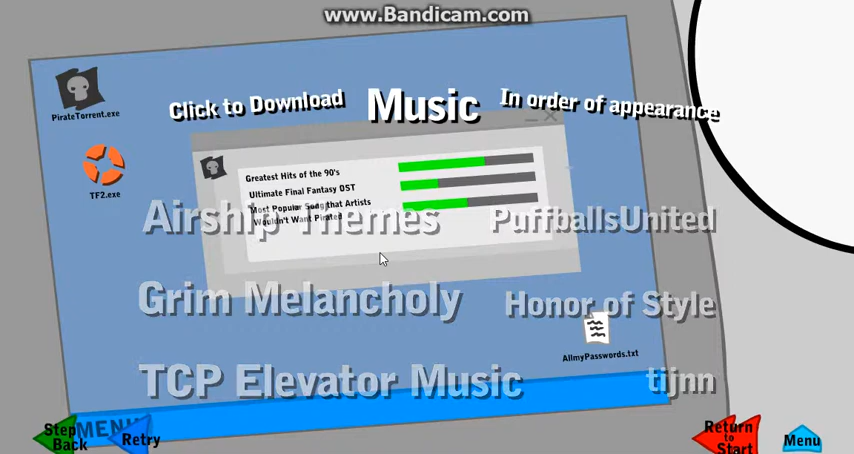 www.Bandicam.com
PirateTorrent.exe
Click to Download Music In order of appearance
TF2.exe
Greatest Hits of the 90's
Ultimate Final Fantasy OST
Most Popular Song that Artists
Wouldn't Want Pirated
Airship Themes PuffballsUnited
Grim Melancholy Honor of Style
AllmyPasswords.txt
TCP Elevator Music tijnn
MENU
Step Back
Retry
Return to Start
Menu